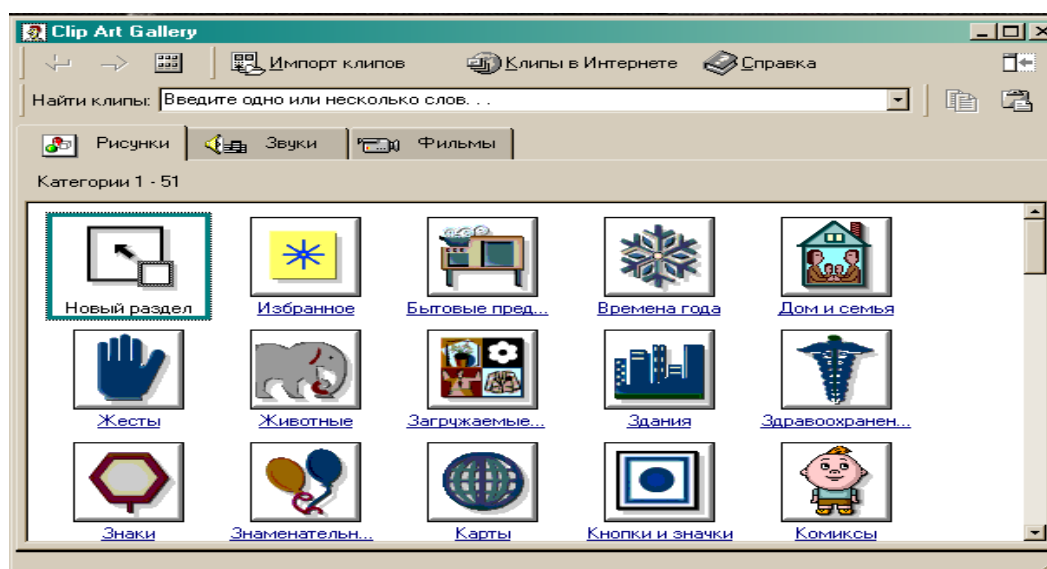 Clip Art Gallery
Импорт клипов Клипы в Интернете Справка
Найти клипы: Введите одно или несколько слов. . .
Рисунки Звуки Фильмы
Категории 1 - 51
Новый раздел Избранное Бытовые пред... Времена года Дом и семья
Жесты Животные Загружаемые... Здания Здравоохранен...
Знаки Знаменательн... Карты Кнопки и значки Комиксы